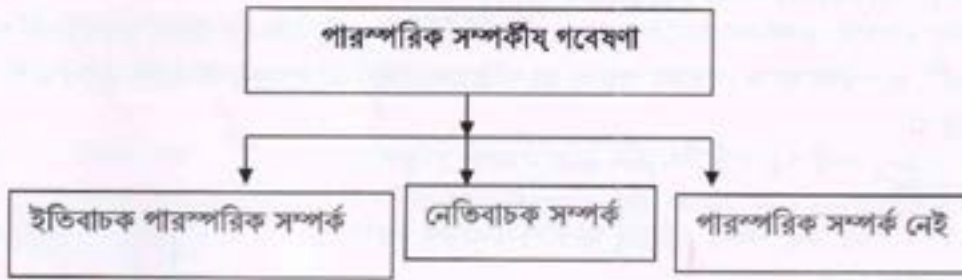 পারস্পরিক সম্পর্কীয্ গবেষণা
ইতিবাচক পারস্পরিক সম্পর্ক
নেতিবাচক সম্পর্ক
পারস্পরিক সম্পর্ক নেই